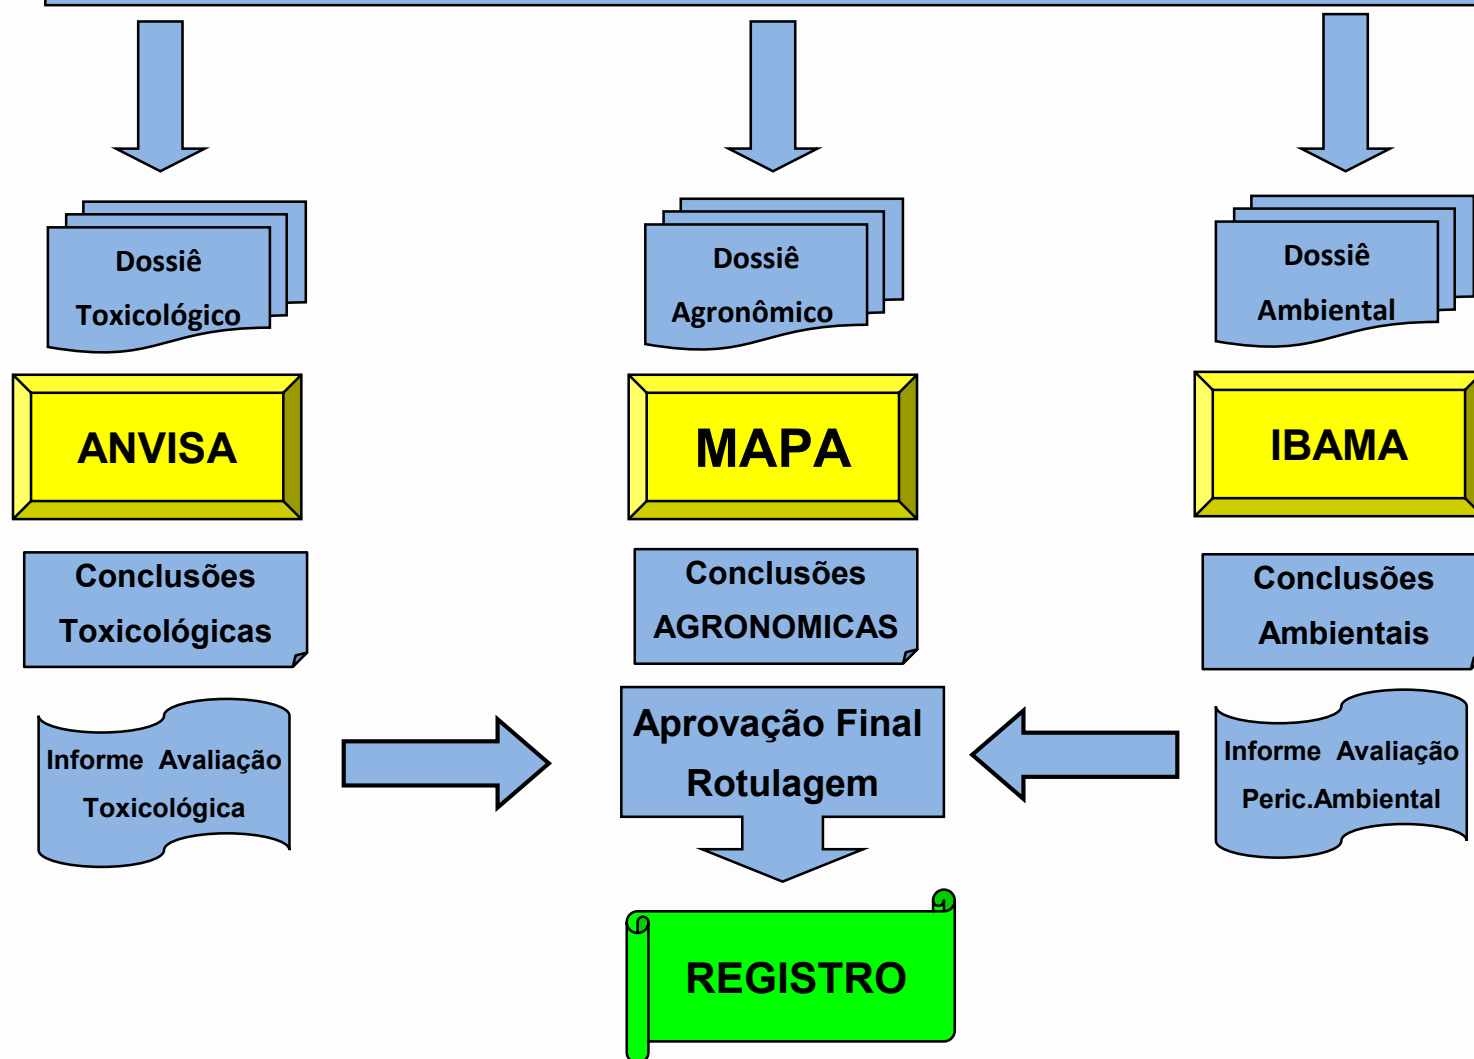 Dossiê
Toxicológico
Dossiê
Agronômico
Dossiê
Ambiental
ANVISA
MAPA
IBAMA
Conclusões
Toxicológicas
Conclusões
AGRONOMICAS
Conclusões
Ambientais
Informe Avaliação
Toxicológica
Aprovação Final
Rotulagem
Informe Avaliação
Peric.Ambiental
REGISTRO